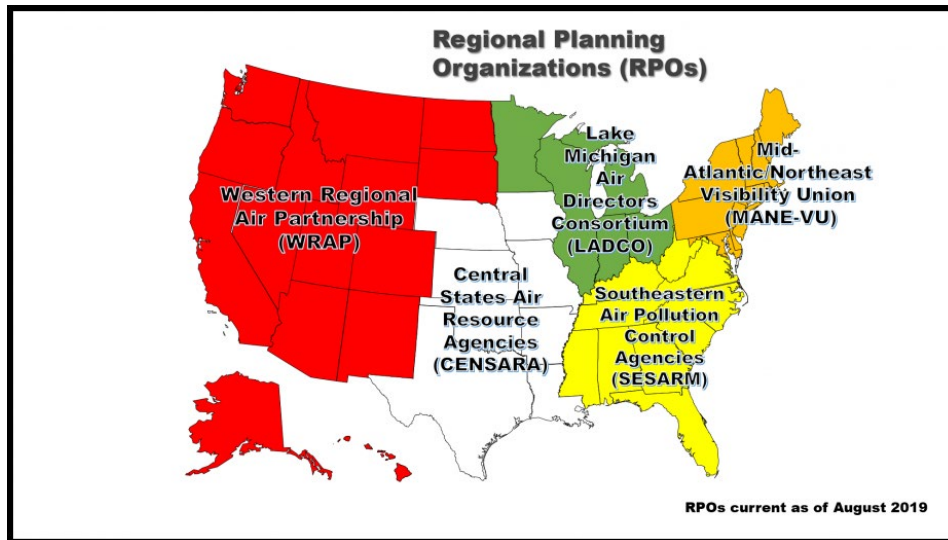 Regional Planning
Organizations (RPOs)
Western Regional
Air Partnership
(WRAP)
Central
States Air
Resource
Agencies
(CENSARA)
Lake
Michigan
Air
Directors
Consortium
(LADCO)
Mid-
Atlantic/Northeast
Visibility Union
(MANE-VU)
Southeastern
Air Pollution
Control
Agencies
(SESARM)
RPOs current as of August 2019